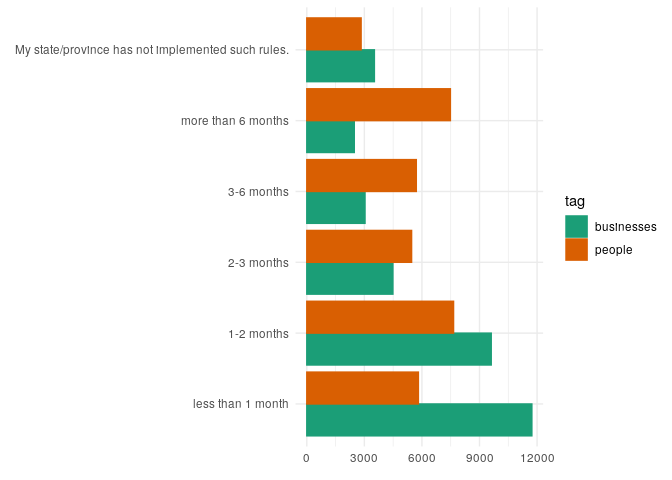 My state/province has not implemented such rules.
more than 6 months
3-6 months
2-3 months
1-2 months
less than 1 month
0 3000 6000 9000 12000
tag
businesses
people